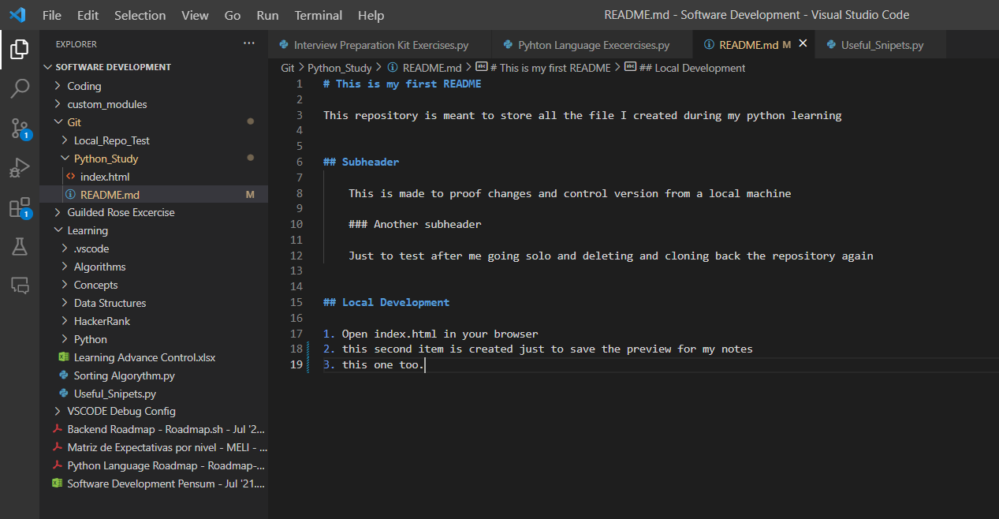 File Edit Selection View Go Run Terminal Help README.md - Software Development - Visual Studio Code
EXPLORER ...
SOFTWARE DEVELOPMENT
Coding
custom_modules
Git
Local_Repo_Test
Python_Study
index.html
README.md M
Guilded Rose Excercise
Learning
.vscode
Algorithms
Concepts
Data Structures
HackerRank
Python
Learning Advance Control.xlsx
Sorting Algorythm.py
Useful_Snipets.py
VSCODE Debug Config
Backend Roadmap - Roadmap.sh - Jul '2...
Matriz de Expectativas por nivel - MELI - ...
Python Language Roadmap - Roadmap-...
Software Development Pensum - Jul '21....
1
1
Interview Preparation Kit Exercises.py Pyhton Language Execercises.py README.md M Useful_Snipets.py
Git > Python_Study > README.md > # This is my first README > ## Local Development
1 # This is my first README
2
3 This repository is meant to store all the file I created during my python learning
4
5
6 ## Subheader
7
8 This is made to proof changes and control version from a local machine
9
10 ### Another subheader
11
12 Just to test after me going solo and deleting and cloning back the repository again
13
14
15 ## Local Development
16
17 1. Open index.html in your browser
18 2. this second item is created just to save the preview for my notes
19 3. this one too.